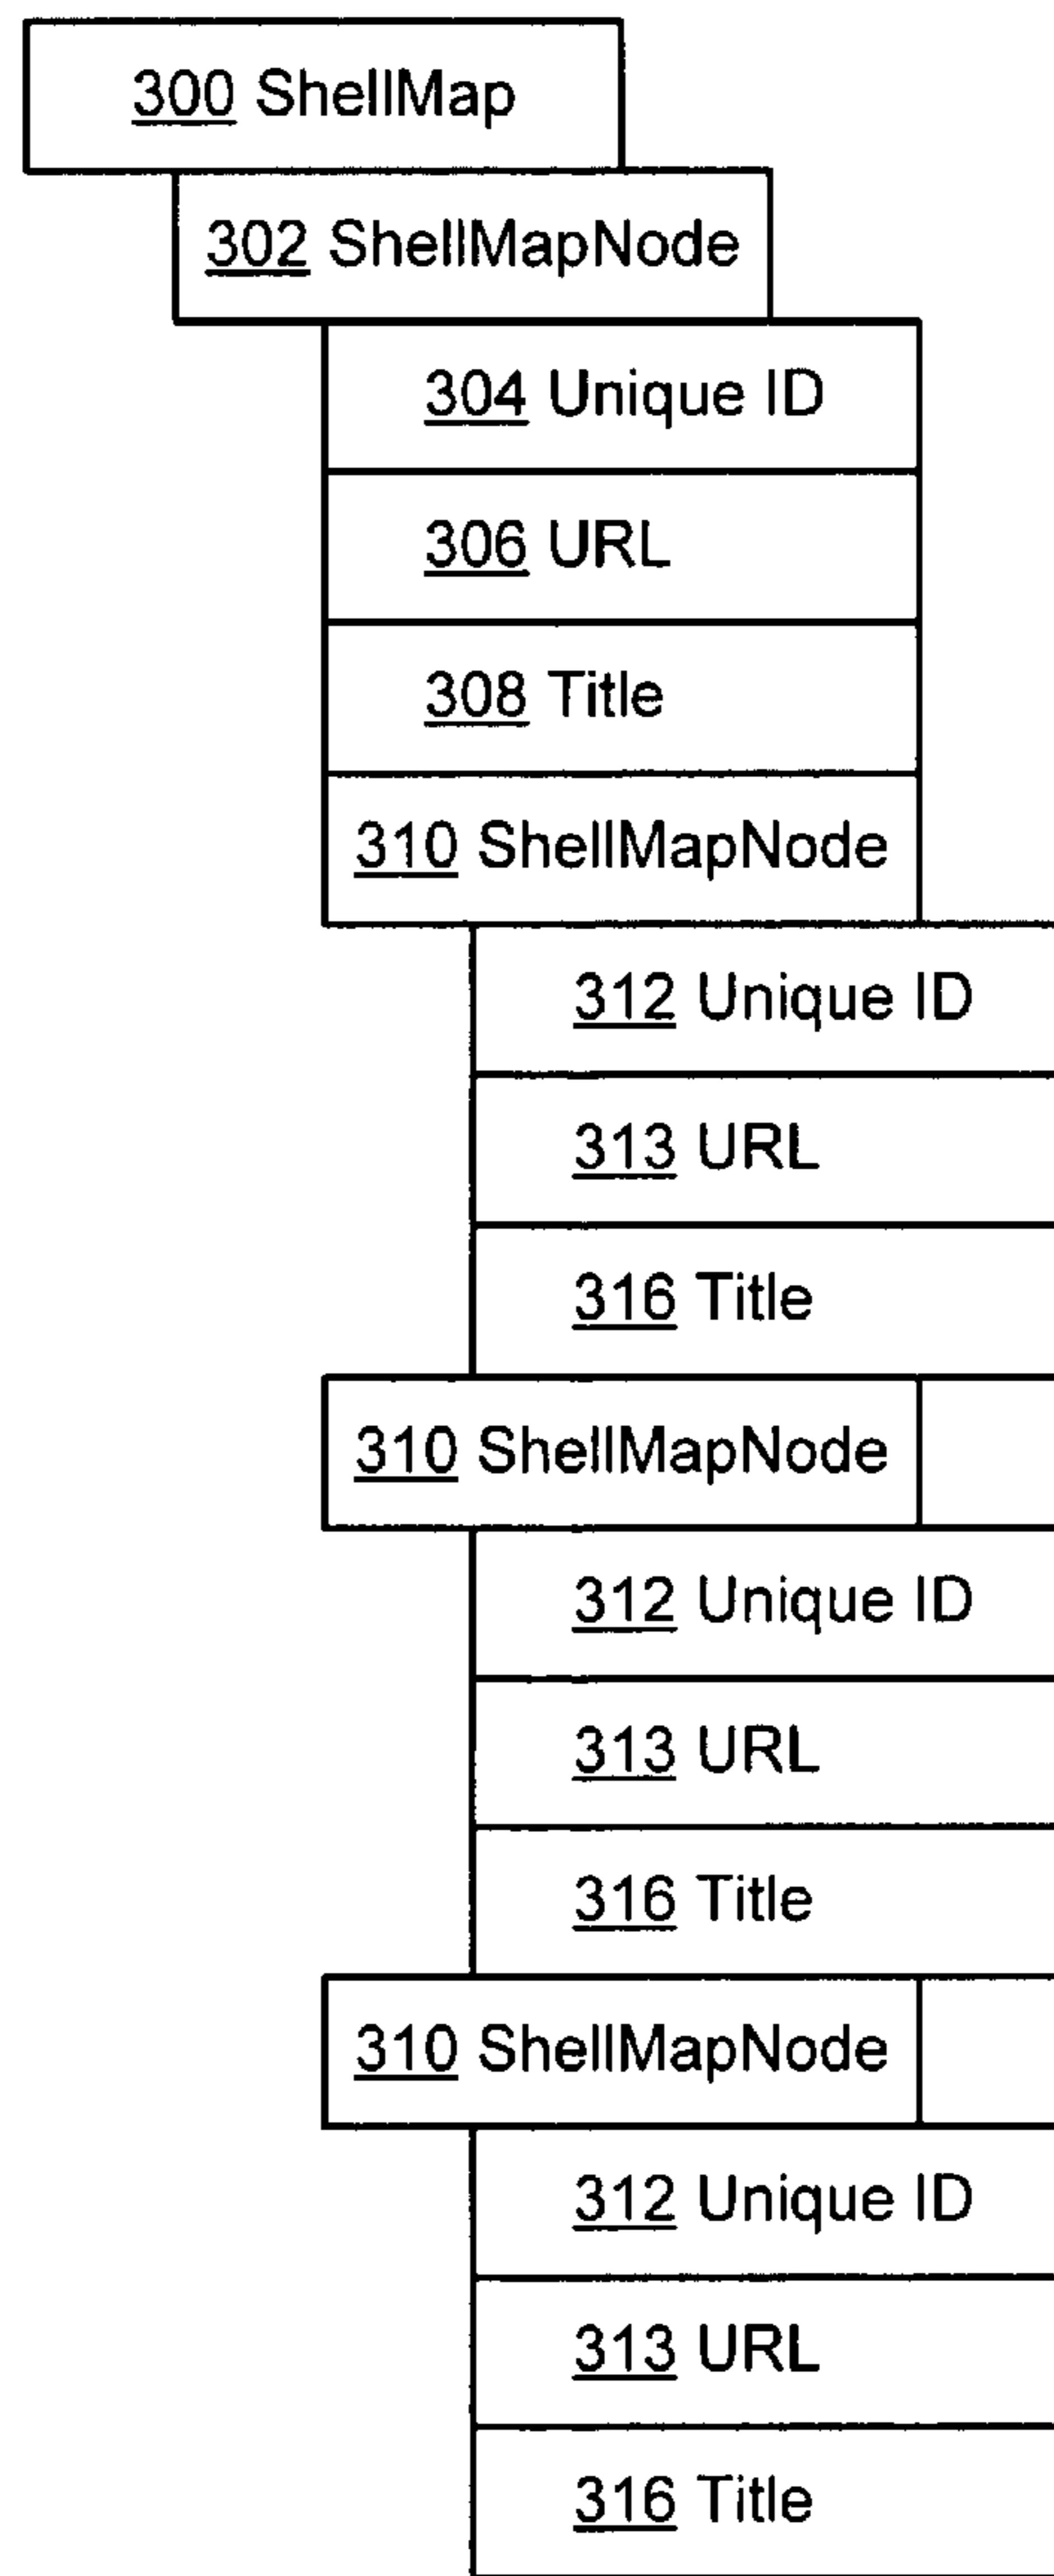 300 ShellMap
302 ShellMapNode
304 Unique ID
306 URL
308 Title
310 ShellMapNode
312 Unique ID
313 URL
316 Title
310 ShellMapNode
312 Unique ID
313 URL
316 Title
310 ShellMapNode
312 Unique ID
313 URL
316 Title